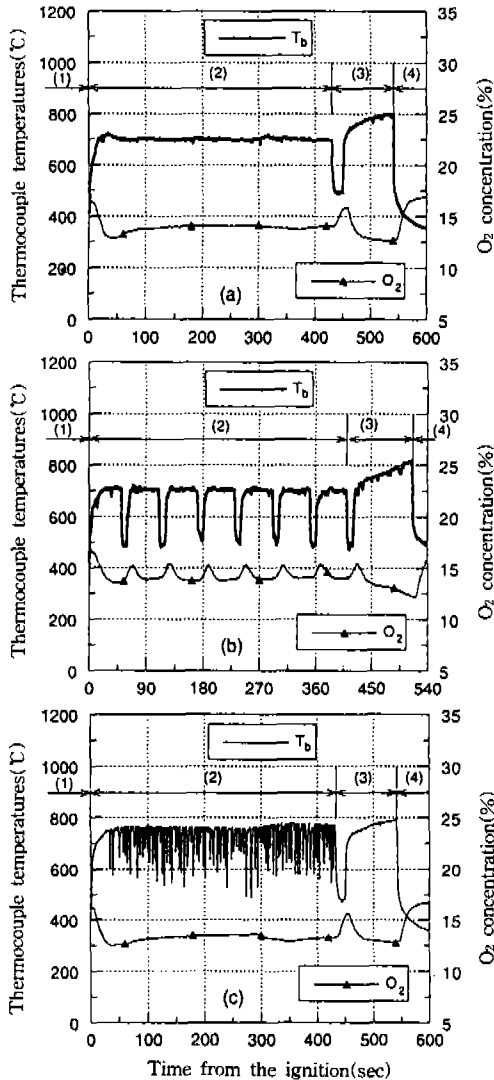 Thermocouple temperatures(℃)
O₂ concentration(%)
T_b
(1) (2) (3) (4)
O₂
(a)
1200 1000 800 600 400 200 0
35 30 25 20 15 10 5
0 100 200 300 400 500 600
Thermocouple temperatures(℃)
O₂ concentration(%)
T_b
(1) (2) (3) (4)
O₂
(b)
1200 1000 800 600 400 200 0
35 30 25 20 15 10 5
0 90 180 270 360 450 540
Thermocouple temperatures(℃)
O₂ concentration(%)
T_b
(1) (2) (3) (4)
O₂
(c)
1200 1000 800 600 400 200 0
35 30 25 20 15 10 5
0 100 200 300 400 500 600
Time from the ignition(sec)